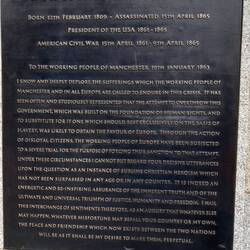 Born 12th February, 1809 - Assassinated, 15th April, 1865
President of the USA, 1861 - 1865
American Civil War, 15th April, 1861 - 9th April, 1865
To the working people of Manchester, 19th January, 1863
I know and deeply deplore the sufferings which the working people of
Manchester and in all Europe are called to endure in this crisis. It has
been often and studiously represented that the attempt to overthrow this
government, which was built on the foundation of human rights, and
to substitute for it one which should rest exclusively on the basis of
slavery, was likely to obtain the favour of Europe. Through the action
of disloyal citizens, the working people of Europe have been subjected
to a severe trial for the purpose of forcing their sanction to that attempt.
Under these circumstances I cannot but regard your decisive utterances
upon the question as an instance of sublime Christian heroism which
has not been surpassed in any age or in any country. It is indeed an
energetic and re-inspiring assurance of the inherent truth and of the
ultimate and universal triumph of justice, humanity and freedom. I hail
this interchange of sentiments therefore, as an augury that whatever else
may happen, whatever misfortune may befall your country or my own,
the peace and friendship which now exists between the two nations
will be as it shall be my desire to make them, perpetual.